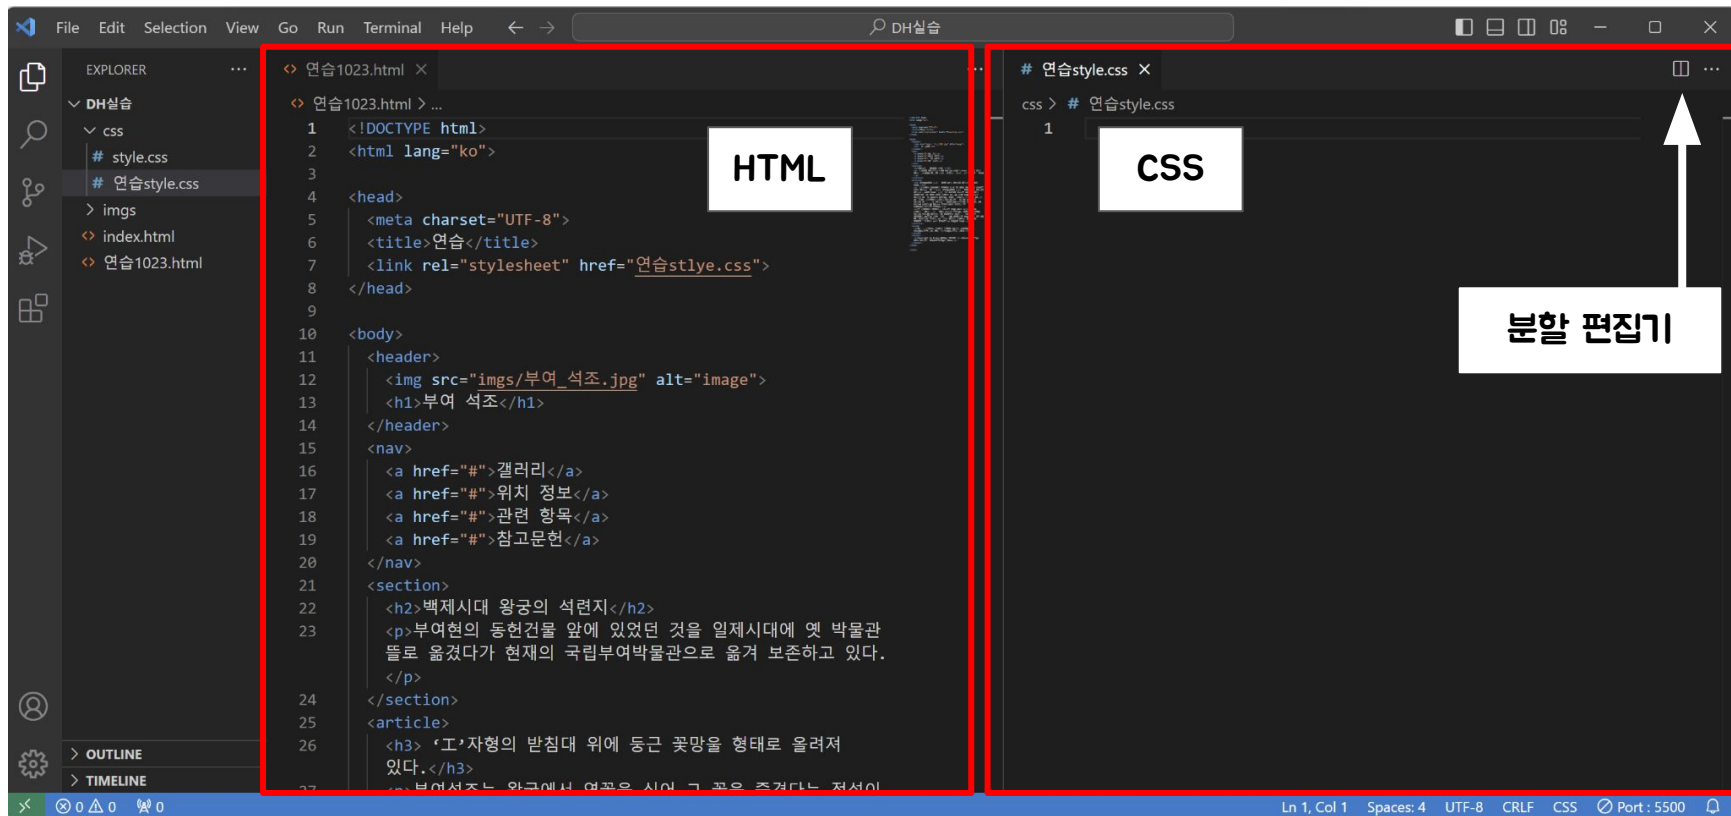 File Edit Selection View Go Run Terminal Help ← → DH실습
EXPLORER ···
DH실습
css
# style.css
# 연습style.css
imgs
<> index.html
<> 연습1023.html
OUTLINE
TIMELINE
<> 연습1023.html × ···
<> 연습1023.html > ...
1 <!DOCTYPE html>
2 <html lang="ko">
3
4 <head>
5 <meta charset="UTF-8">
6 <title>연습</title>
7 <link rel="stylesheet" href="연습stlye.css">
8 </head>
9
10 <body>
11 <header>
12 <img src="imgs/부여_석조.jpg" alt="image">
13 <h1>부여 석조</h1>
14 </header>
15 <nav>
16 <a href="#">갤러리</a>
17 <a href="#">위치 정보</a>
18 <a href="#">관련 항목</a>
19 <a href="#">참고문헌</a>
20 </nav>
21 <section>
22 <h2>백제시대 왕궁의 석련지</h2>
23 <p>부여현의 동헌건물 앞에 있었던 것을 일제시대에 옛 박물관
뜰로 옮겼다가 현재의 국립부여박물관으로 옮겨 보존하고 있다.
</p>
24 </section>
25 <article>
26 <h3> ‘工’자형의 받침대 위에 둥근 꽃망울 형태로 올려져
있다.</h3>
HTML
# 연습style.css × ···
css > # 연습style.css
1
CSS
분할 편집기
0 0 0 Ln 1, Col 1 Spaces: 4 UTF-8 CRLF CSS Port : 5500